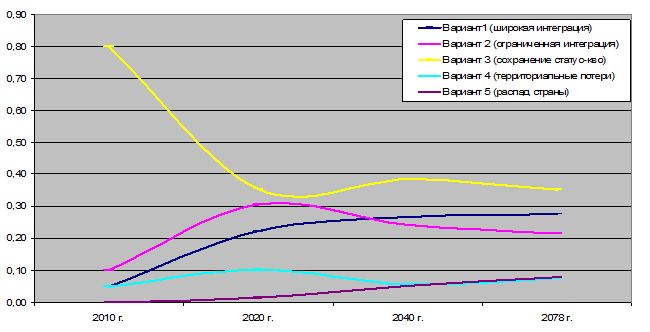 0,90
0,80
0,70
0,60
0,50
0,40
0,30
0,20
0,10
0,00
Вариант1 (широкая интеграция)
Вариант 2 (ограниченная интеграция)
Вариант 3 (сохранение статус-кво)
Вариант 4 (территориальные потери)
Вариант 5 (распад страны)
2010 г. 2020 г. 2040 г. 2078 г.